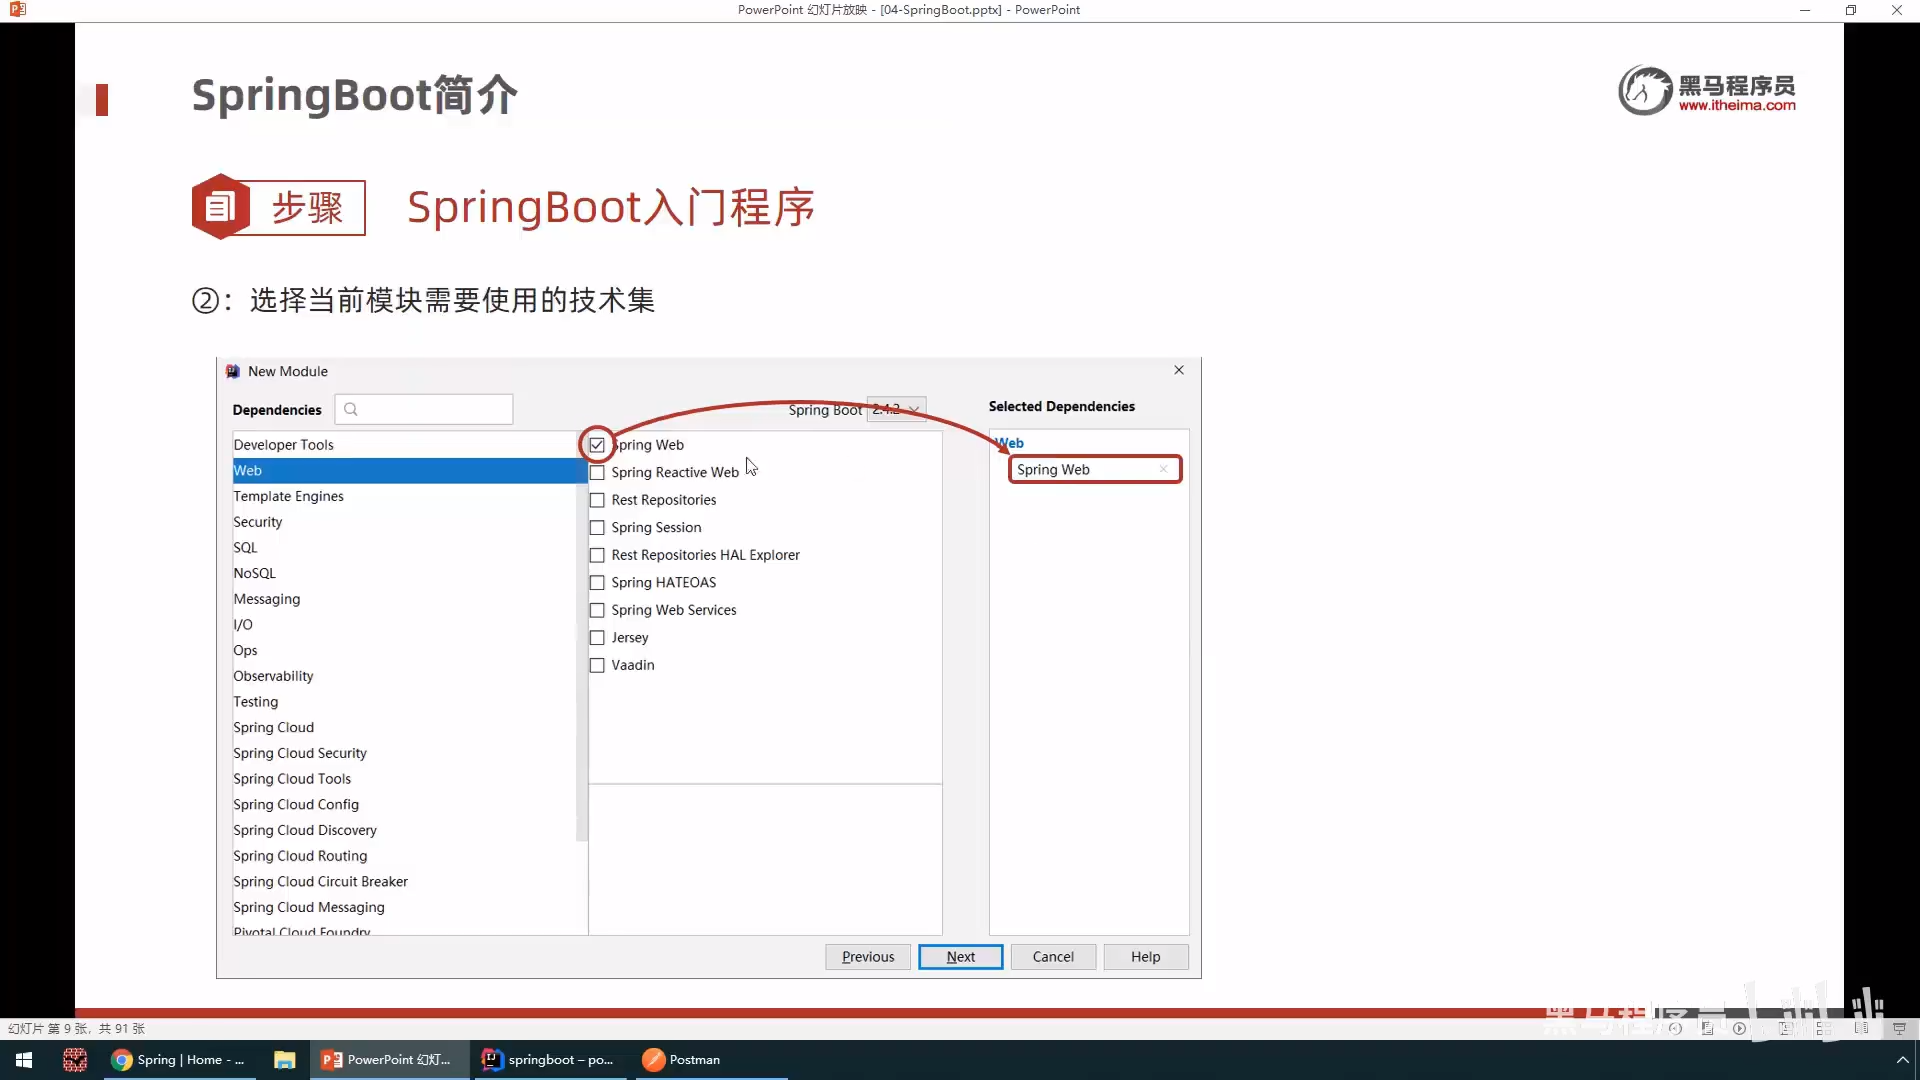 PowerPoint 幻灯片放映 - [04-SpringBoot.pptx] - PowerPoint
SpringBoot简介
黑马程序员
www.itheima.com
步骤
SpringBoot入门程序
②：选择当前模块需要使用的技术集
New Module
Dependencies
Spring Boot 2.4.2
Selected Dependencies
Developer Tools
Web
Template Engines
Security
SQL
NoSQL
Messaging
I/O
Ops
Observability
Testing
Spring Cloud
Spring Cloud Security
Spring Cloud Tools
Spring Cloud Config
Spring Cloud Discovery
Spring Cloud Routing
Spring Cloud Circuit Breaker
Spring Cloud Messaging
Pivotal Cloud Foundry
Spring Web
Spring Reactive Web
Rest Repositories
Spring Session
Rest Repositories HAL Explorer
Spring HATEOAS
Spring Web Services
Jersey
Vaadin
Web
Spring Web
Previous
Next
Cancel
Help
黑马程序员
幻灯片 第 9 张，共 91 张
Spring | Home - ...
PowerPoint 幻灯...
springboot – po...
Postman